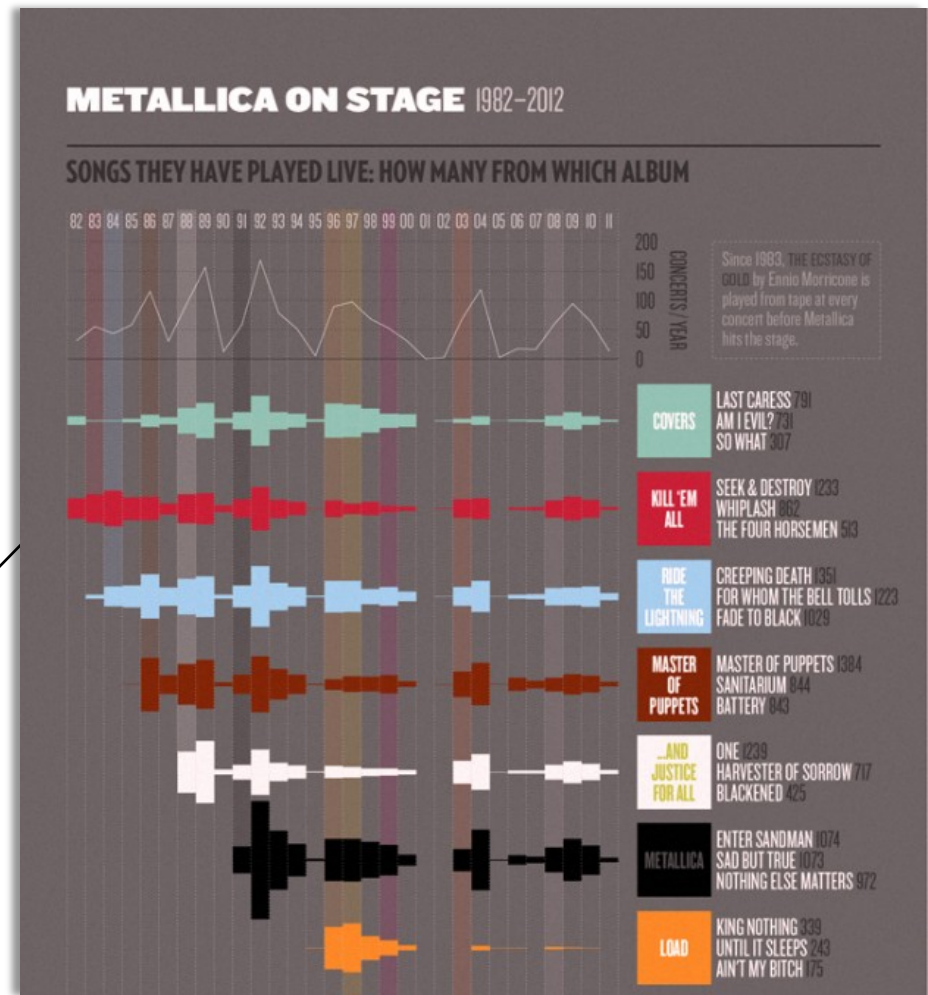 METALLICA ON STAGE 1982–2012
SONGS THEY HAVE PLAYED LIVE: HOW MANY FROM WHICH ALBUM
82 83 84 85 86 87 88 89 90 91 92 93 94 95 96 97 98 99 00 01 02 03 04 05 06 07 08 09 10 11
200
150
100
50
0
CONCERTS / YEAR
Since 1983, THE ECSTASY OF
GOLD by Ennio Morricone is
played from tape at every
concert before Metallica
hits the stage.
COVERS
LAST CARESS 791
AM I EVIL? 731
SO WHAT 307
KILL 'EM
ALL
SEEK & DESTROY 1233
WHIPLASH 862
THE FOUR HORSEMEN 513
RIDE
THE
LIGHTNING
CREEPING DEATH 1351
FOR WHOM THE BELL TOLLS 1223
FADE TO BLACK 1029
MASTER
OF
PUPPETS
MASTER OF PUPPETS 1384
SANITARIUM 844
BATTERY 843
...AND
JUSTICE
FOR ALL
ONE 1239
HARVESTER OF SORROW 717
BLACKENED 425
METALLICA
ENTER SANDMAN 1074
SAD BUT TRUE 1073
NOTHING ELSE MATTERS 972
LOAD
KING NOTHING 339
UNTIL IT SLEEPS 243
AIN'T MY BITCH 175